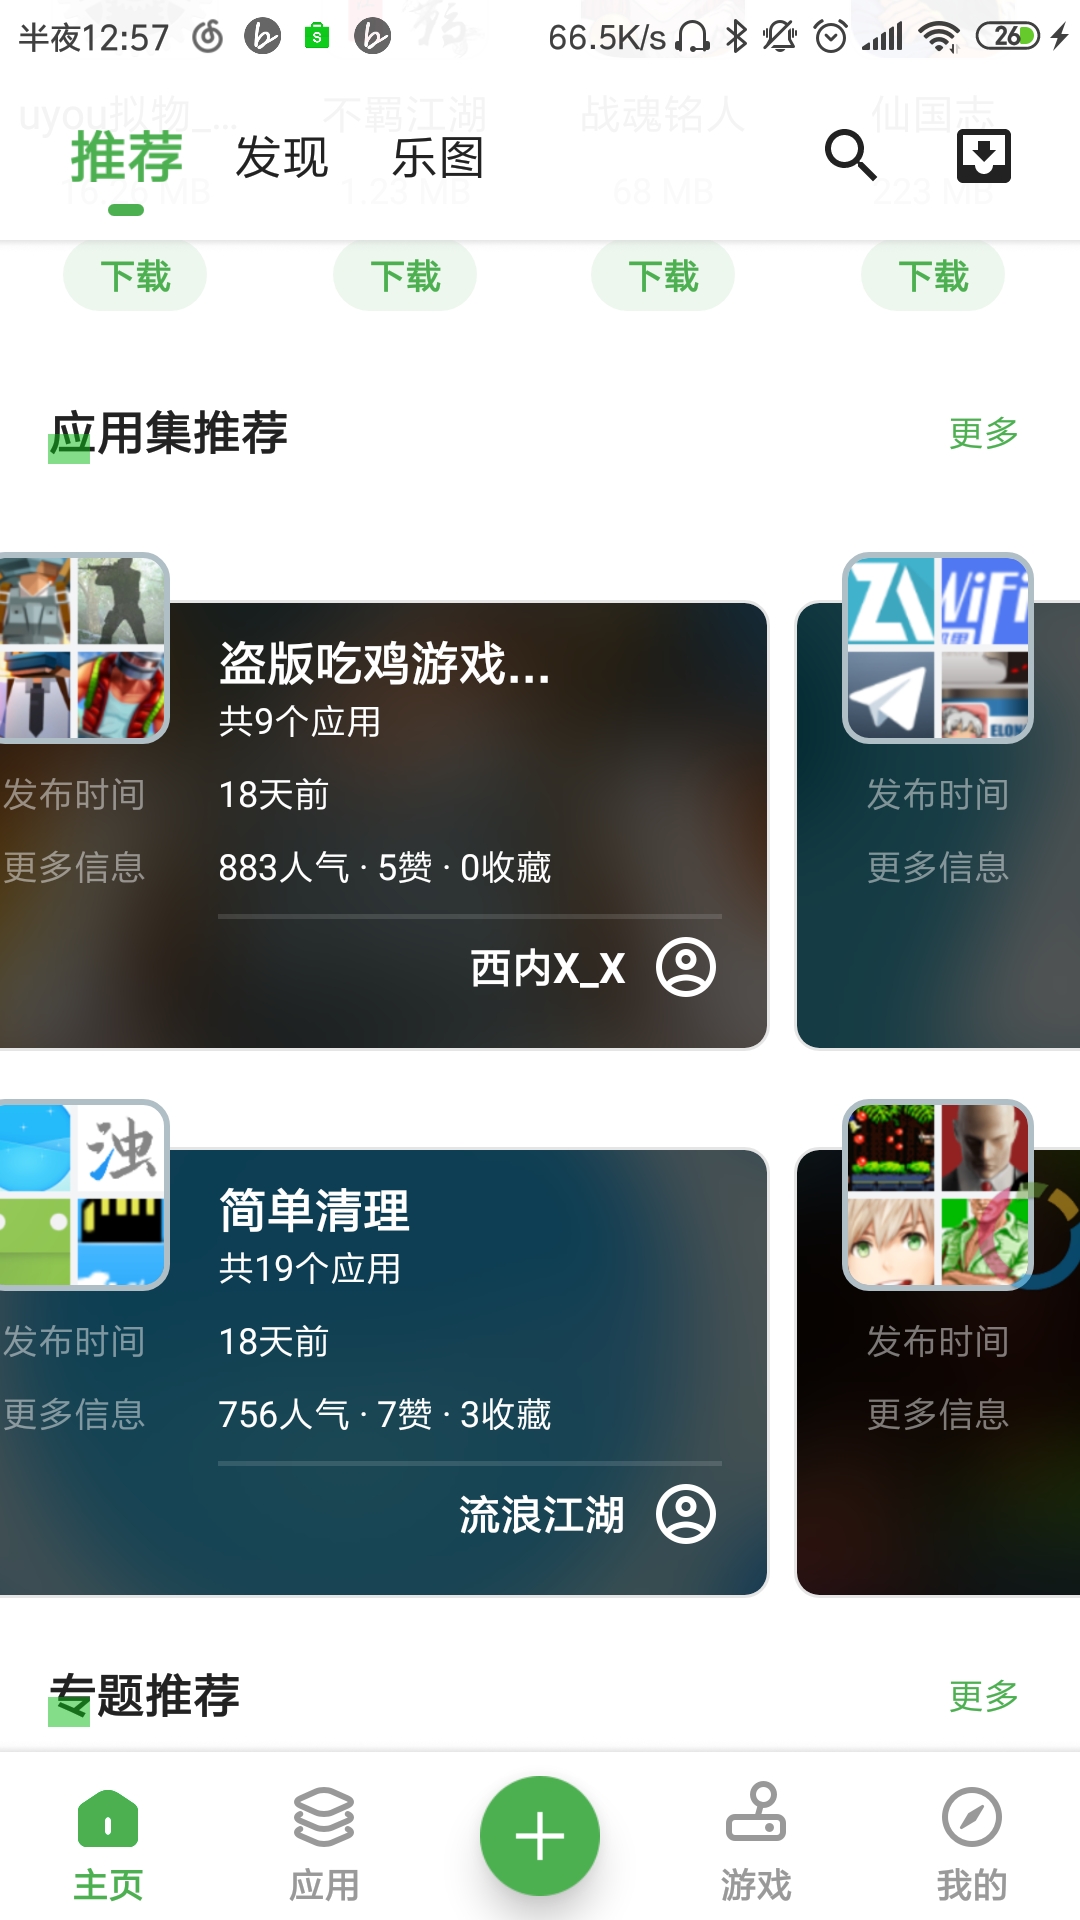 半夜12:57 66.5K/s 26
uyou拟物_... 不羁江湖 战魂铭人 仙国志
推荐 发现 乐图
16.26 MB 1.23 MB 68 MB 223 MB
下载 下载 下载 下载
应用集推荐 更多
盗版吃鸡游戏...
共9个应用
发布时间 18天前 发布时间
更多信息 883人气 · 5赞 · 0收藏 更多信息
西内X_X
简单清理
共19个应用
发布时间 18天前 发布时间
更多信息 756人气 · 7赞 · 3收藏 更多信息
流浪江湖
专题推荐 更多
主页 应用 游戏 我的